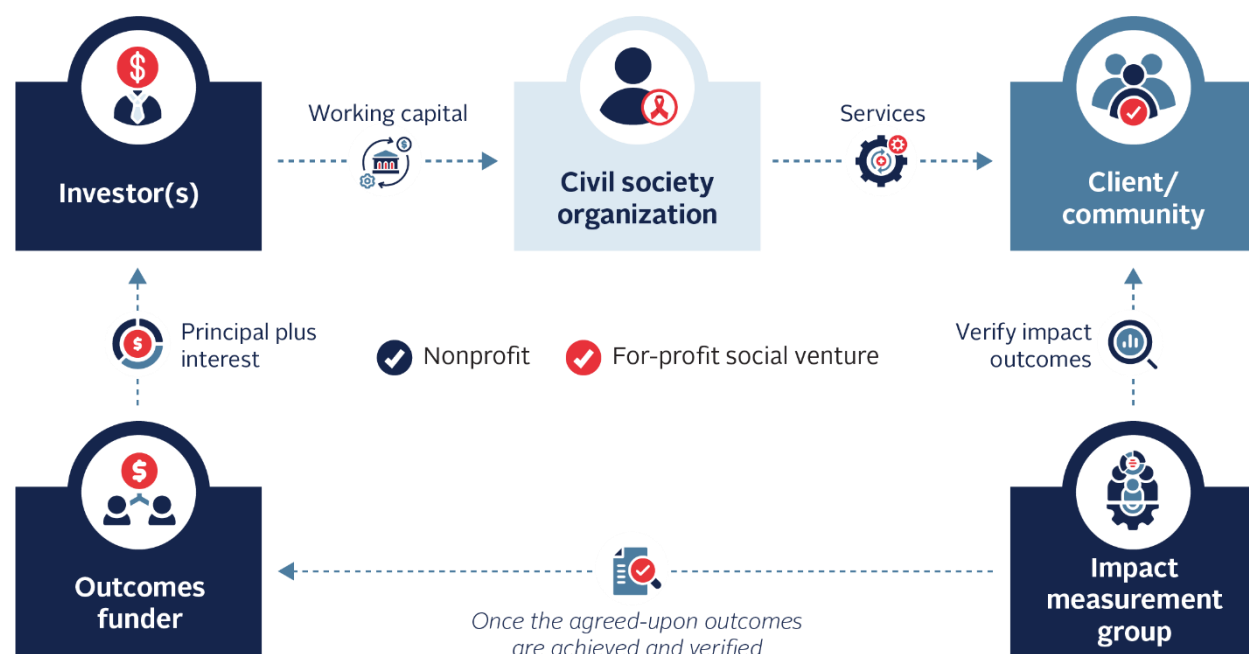 Working capital
Services
Investor(s)
Civil society
organization
Client/
community
Principal plus
interest
Nonprofit
For-profit social venture
Verify impact
outcomes
Outcomes
funder
Once the agreed-upon outcomes
are achieved and verified
Impact
measurement
group